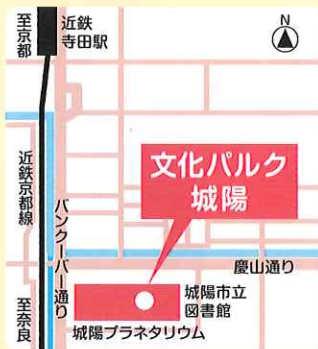 至京都
近鉄
寺田駅
N
近鉄京都線
バンクーバー通り
文化パルク
城陽
慶山通り
至奈良
城陽市立
図書館
城陽プラネタリウム